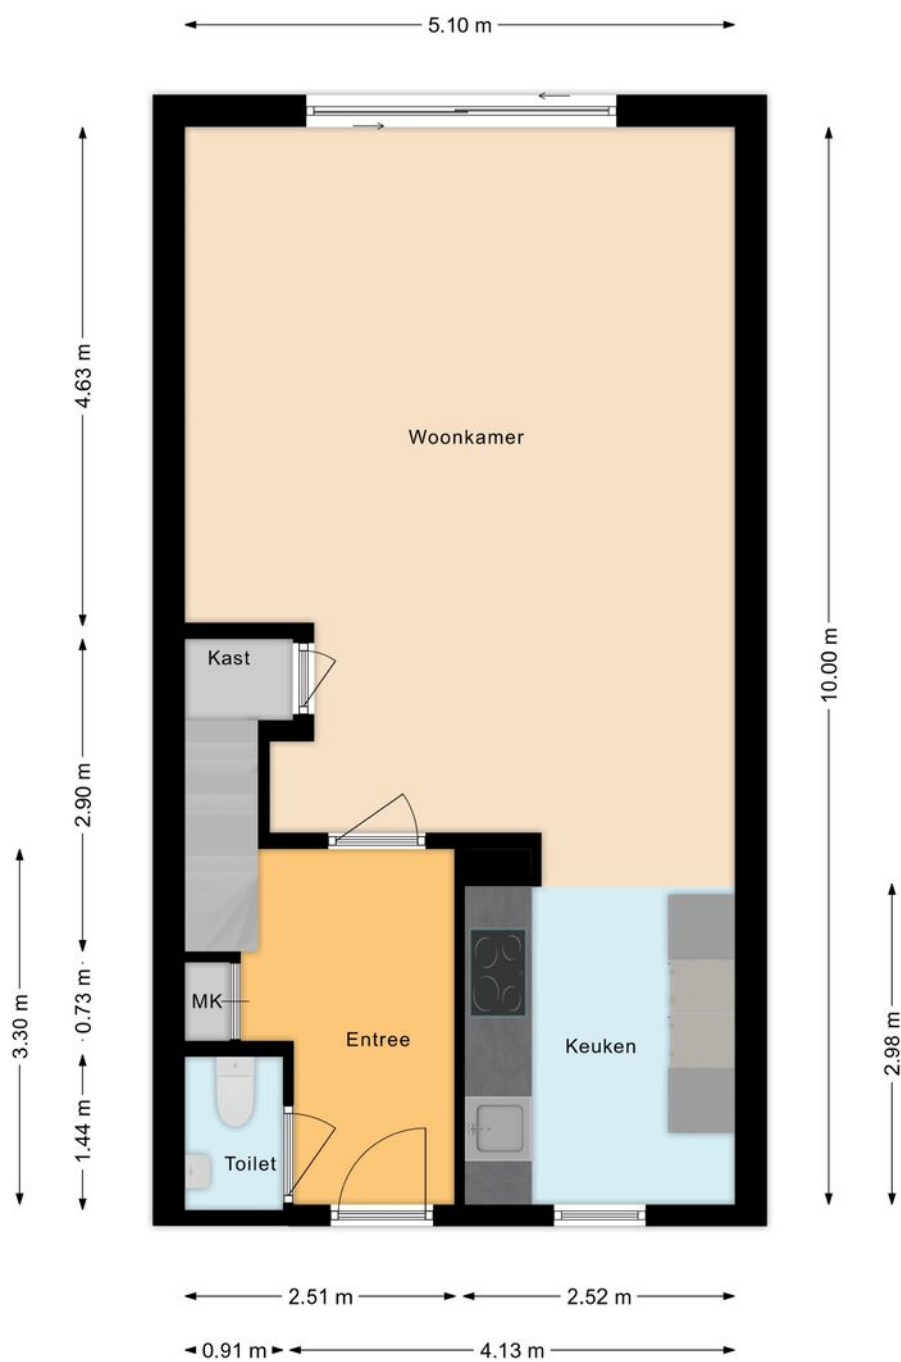 5.10 m
4.63 m
Woonkamer
10.00 m
Kast
2.90 m
3.30 m
0.73 m
MK
Entree
Keuken
2.98 m
1.44 m
Toilet
2.51 m
2.52 m
0.91 m
4.13 m